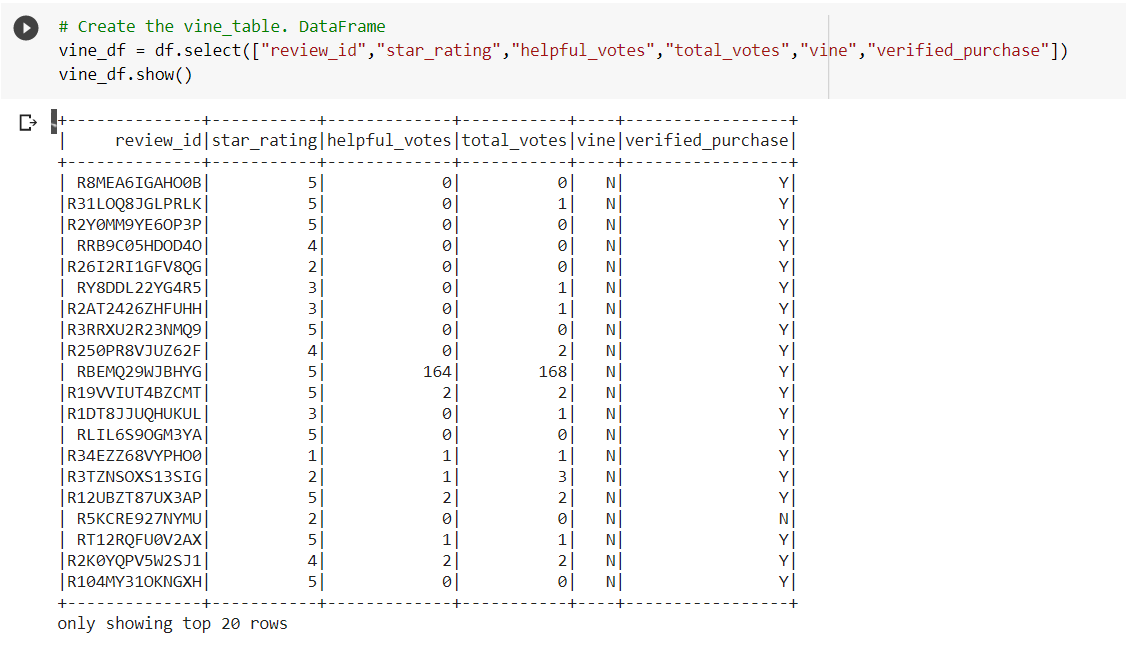 # Create the vine_table. DataFrame
vine_df = df.select(["review_id","star_rating","helpful_votes","total_votes","vine","verified_purchase"])
vine_df.show()
+--------------+-----------+-------------+-----------+----+-----------------+
|     review_id|star_rating|helpful_votes|total_votes|vine|verified_purchase|
+--------------+-----------+-------------+-----------+----+-----------------+
| R8MEA6IGAHO0B|          5|            0|          0|   N|                Y|
|R31LOQ8JGLPRLK|          5|            0|          1|   N|                Y|
|R2Y0MM9YE6OP3P|          5|            0|          0|   N|                Y|
| RRB9C05HDOD4O|          4|            0|          0|   N|                Y|
|R26I2RI1GFV8QG|          2|            0|          0|   N|                Y|
| RY8DDL22YG4R5|          3|            0|          1|   N|                Y|
|R2AT2426ZHFUHH|          3|            0|          1|   N|                Y|
|R3RRXU2R23NMQ9|          5|            0|          0|   N|                Y|
|R250PR8VJUZ62F|          4|            0|          2|   N|                Y|
| RBEMQ29WJBHYG|          5|          164|        168|   N|                Y|
|R19VVIUT4BZCMT|          5|            2|          2|   N|                Y|
|R1DT8JJUQHUKUL|          3|            0|          1|   N|                Y|
| RLIL6S9OGM3YA|          5|            0|          0|   N|                Y|
|R34EZZ68VYPHO0|          1|            1|          1|   N|                Y|
|R3TZNSOXS13SIG|          2|            1|          3|   N|                Y|
|R12UBZT87UX3AP|          5|            2|          2|   N|                Y|
| R5KCRE927NYMU|          2|            0|          0|   N|                N|
| RT12RQFU0V2AX|          5|            1|          1|   N|                Y|
|R2K0YQPV5W2SJ1|          4|            2|          2|   N|                Y|
|R104MY31OKNGXH|          5|            0|          0|   N|                Y|
+--------------+-----------+-------------+-----------+----+-----------------+
only showing top 20 rows